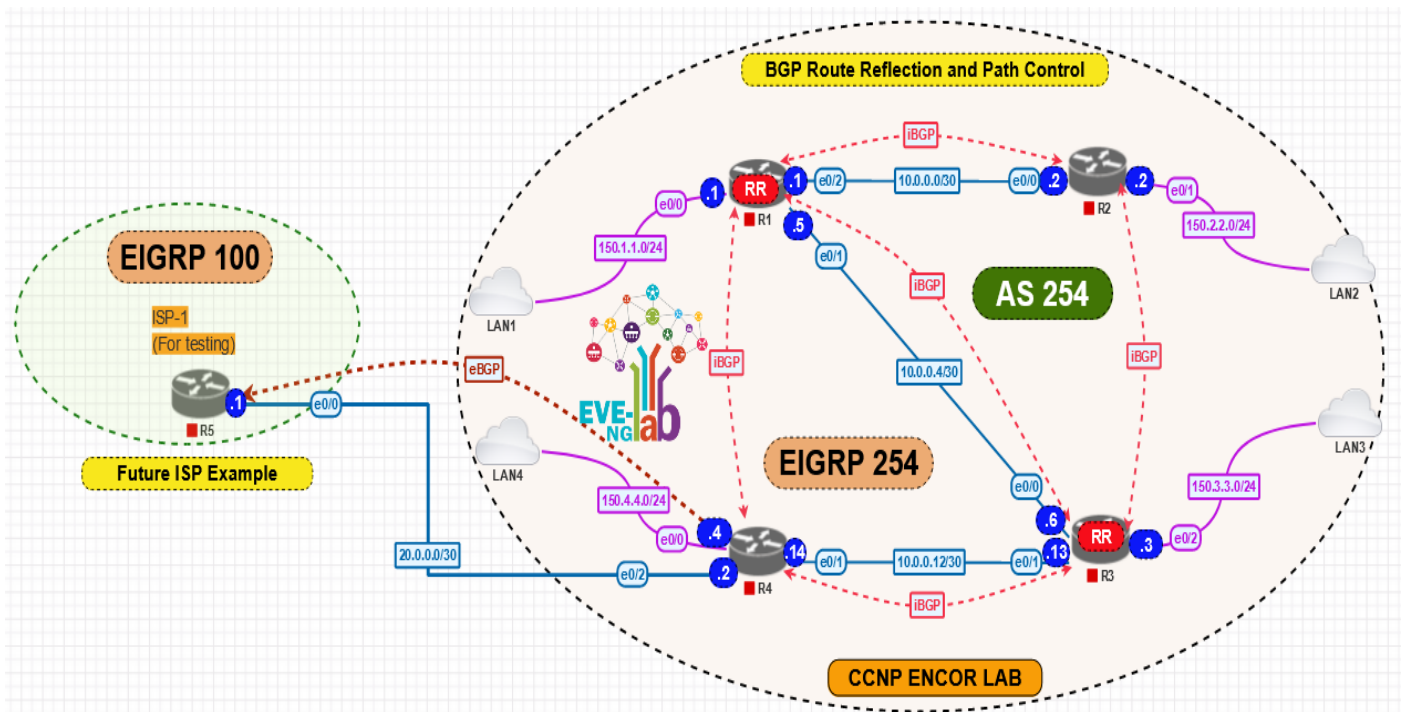 BGP Route Reflection and Path Control
iBGP
RR
.1
e0/2
10.0.0.0/30
e0/0
.2
.2
e0/1
R1
R2
.1
e0/0
.5
150.1.1.0/24
e0/1
150.2.2.0/24
EIGRP 100
iBGP
AS 254
LAN1
LAN2
ISP-1
(For testing)
eBGP
iBGP
10.0.0.4/30
iBGP
.1
e0/0
R5
EVE-
NG
lab
LAN4
LAN3
Future ISP Example
EIGRP 254
150.4.4.0/24
e0/0
150.3.3.0/24
.4
e0/0
.6
RR
.3
e0/2
20.0.0.0/30
e0/2
.2
.14
e0/1
10.0.0.12/30
e0/1
.13
R4
R3
iBGP
CCNP ENCOR LAB